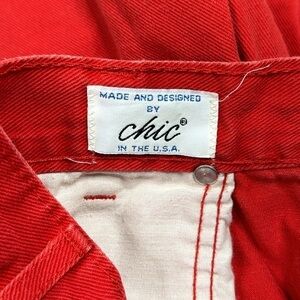 MADE AND DESIGNED
BY
chic®
IN THE U.S.A.